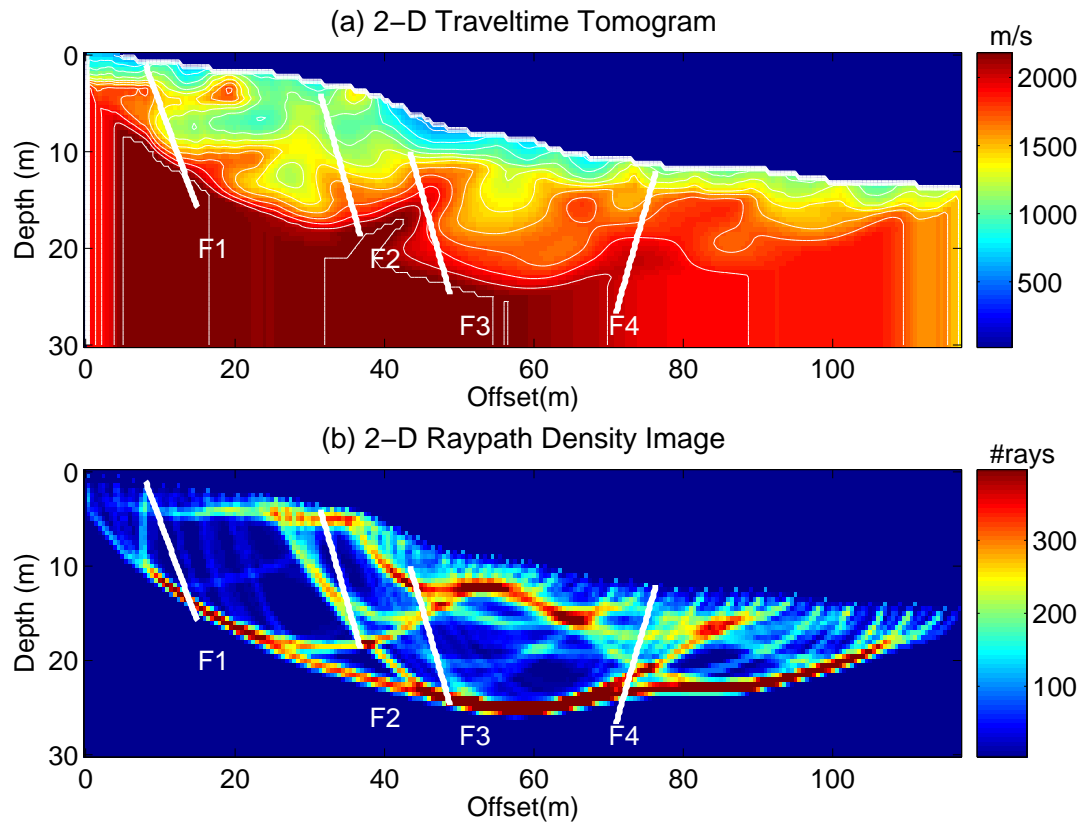 (a) 2−D Traveltime Tomogram
m/s
0
10
20
30
Depth (m)
F1
F2
F3
F4
2000
1500
1000
500
0
20
40
60
80
100
Offset(m)
(b) 2−D Raypath Density Image
#rays
0
10
20
30
Depth (m)
F1
F2
F3
F4
300
200
100
0
20
40
60
80
100
Offset(m)